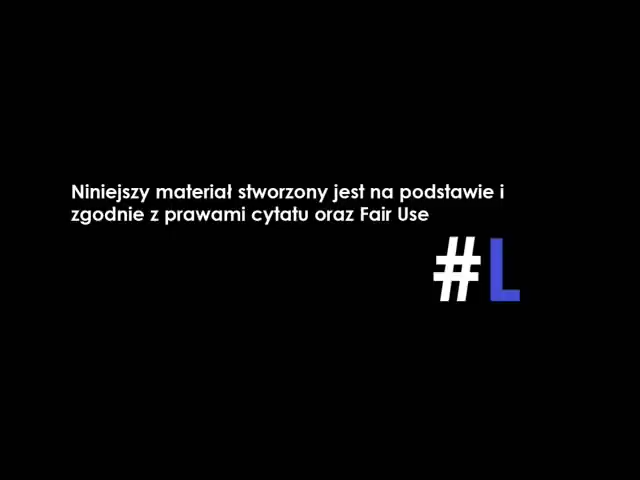 Niniejszy materiał stworzony jest na podstawie i
zgodnie z prawami cytatu oraz Fair Use
#L